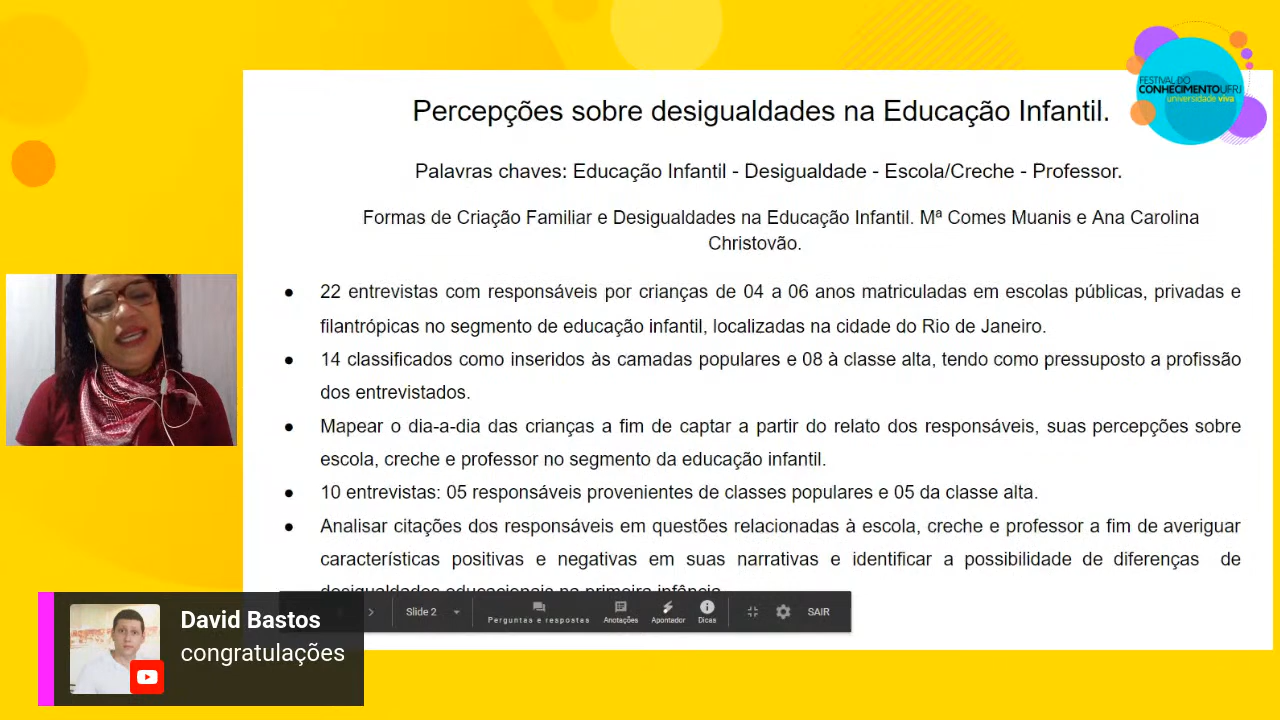 FESTIVAL DO
CONHECIMENTOUFRJ
universidade viva
Percepções sobre desigualdades na Educação Infantil.
Palavras chaves: Educação Infantil - Desigualdade - Escola/Creche - Professor.
Formas de Criação Familiar e Desigualdades na Educação Infantil. Mª Comes Muanis e Ana Carolina
Christovão.
● 22 entrevistas com responsáveis por crianças de 04 a 06 anos matriculadas em escolas públicas, privadas e
filantrópicas no segmento de educação infantil, localizadas na cidade do Rio de Janeiro.
● 14 classificados como inseridos às camadas populares e 08 à classe alta, tendo como pressuposto a profissão
dos entrevistados.
● Mapear o dia-a-dia das crianças a fim de captar a partir do relato dos responsáveis, suas percepções sobre
escola, creche e professor no segmento da educação infantil.
● 10 entrevistas: 05 responsáveis provenientes de classes populares e 05 da classe alta.
● Analisar citações dos responsáveis em questões relacionadas à escola, creche e professor a fim de averiguar
características positivas e negativas em suas narrativas e identificar a possibilidade de diferenças de
desigualdades educacionais na primeira infância.
Slide 2
Perguntas e respostas
Anotações
Apontador
Dicas
SAIR
David Bastos
congratulações